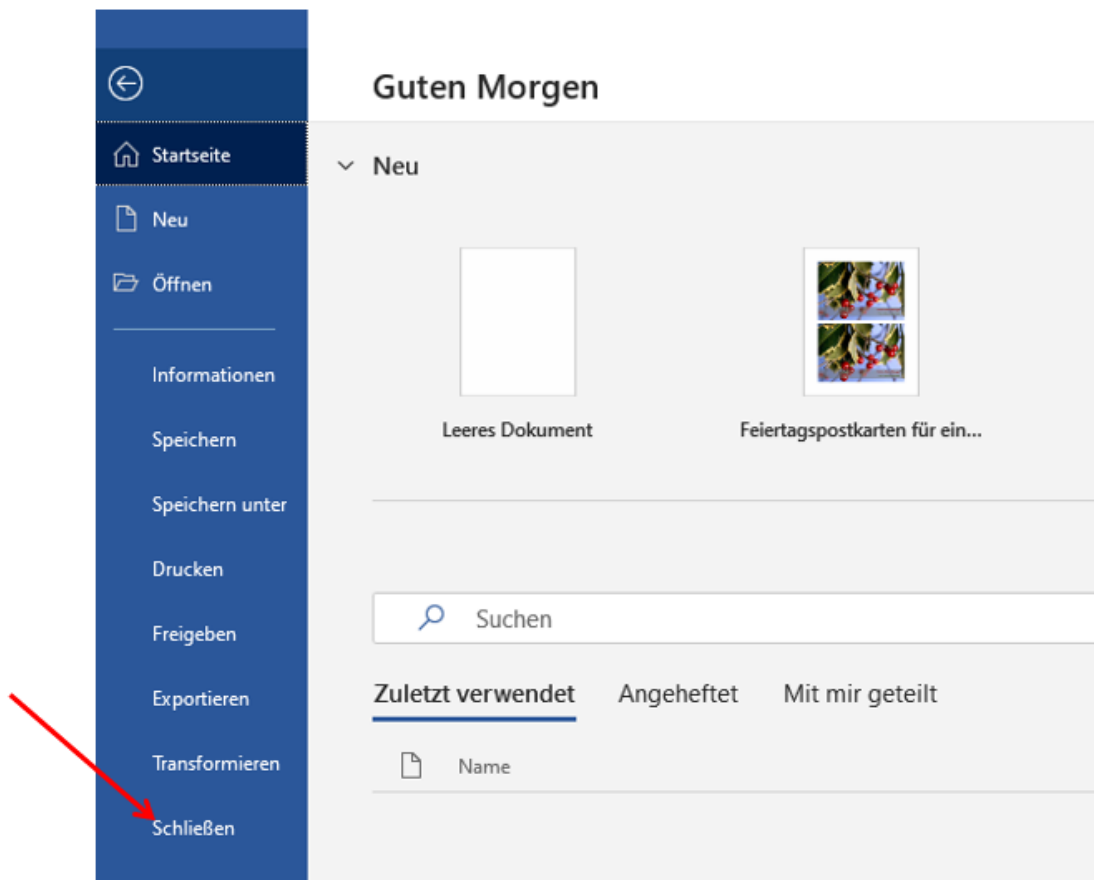 Guten Morgen
Startseite
Neu
Öffnen
Informationen
Speichern
Speichern unter
Drucken
Freigeben
Exportieren
Transformieren
Schließen
Neu
Leeres Dokument
Feiertagspostkarten für ein...
Suchen
Zuletzt verwendet Angeheftet Mit mir geteilt
Name